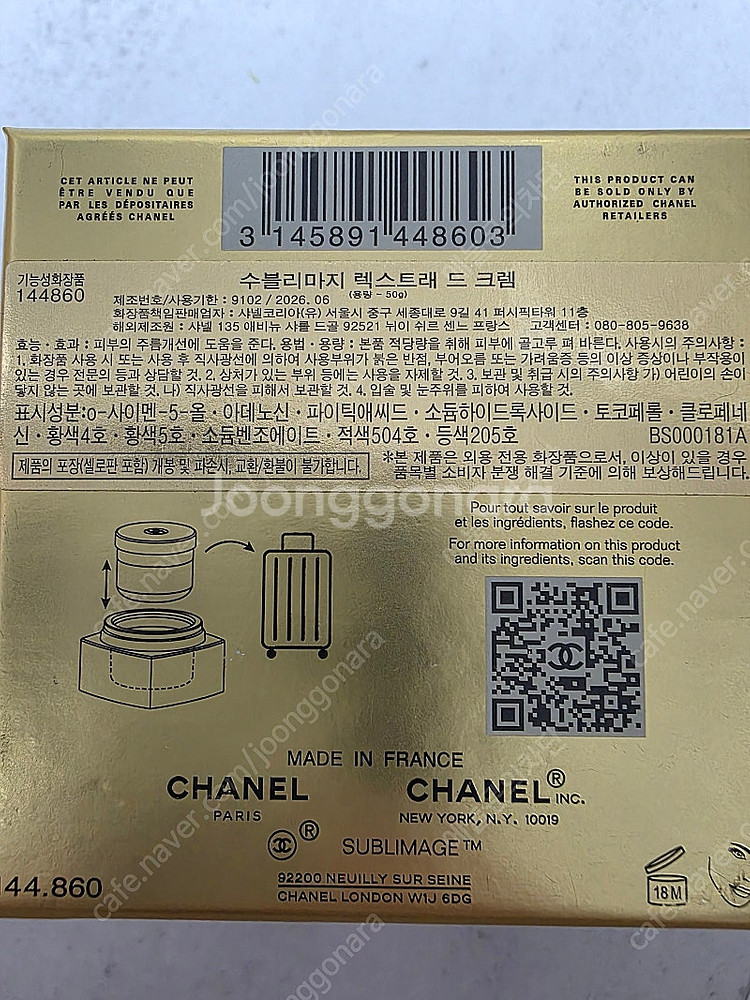 CET ARTICLE NE PEUT
ÊTRE VENDU QUE
PAR LES DÉPOSITAIRES
AGRÉÉS CHANEL
3 145891 448603
THIS PRODUCT CAN
BE SOLD ONLY BY
AUTHORIZED CHANEL
RETAILERS
기능성화장품
144860
수블리마지 렉스트래 드 크렘
(용량 - 50g)
제조번호/사용기한 : 9102 / 2026. 06
화장품책임판매업자 : 샤넬코리아(유) 서울시 중구 세종대로 9길 41 퍼시픽타워 11층
해외제조원 : 샤넬 135 애비뉴 샤를 드골 92521 뉘이 쉬르 센느 프랑스 고객센터 : 080-805-9638
효능·효과 : 피부의 주름개선에 도움을 준다. 용법·용량 : 본품 적당량을 취해 피부에 골고루 펴 바른다. 사용시의 주의사항 :
1. 화장품 사용 시 또는 사용 후 직사광선에 의하여 사용부위가 붉은 반점, 부어오름 또는 가려움증 등의 이상 증상이나 부작용이
있는 경우 전문의 등과 상담할 것. 2. 상처가 있는 부위 등에는 사용을 자제할 것. 3. 보관 및 취급 시의 주의사항 가) 어린이의 손이
닿지 않는 곳에 보관할 것. 나) 직사광선을 피해서 보관할 것. 4. 입술 및 눈주위를 피하여 사용할 것.
표시성분:o-사이멘-5-올·아데노신·파이틱애씨드·소듐하이드록사이드·토코페롤·클로페네
신·황색4호·황색5호·소듐벤조에이트·적색504호·등색205호 BS000181A
제품의 포장(셀로판 포함) 개봉 및 파손시, 교환/환불이 불가합니다.
※본 제품은 외용 전용 화장품으로서, 이상이 있을 경우
품목별 소비자 분쟁 해결 기준에 의해 보상해드립니다.
Joonggonara
Pour tout savoir sur le produit
et les ingrédients, flashez ce code.
For more information on this product
and its ingredients, scan this code.
MADE IN FRANCE
CHANEL
PARIS
CHANEL® INC.
NEW YORK, N.Y. 10019
® SUBLIMAGE™
92200 NEUILLY SUR SEINE
CHANEL LONDON W1J 6DG
144.860
18M
cafe.naver.com/joonggonara